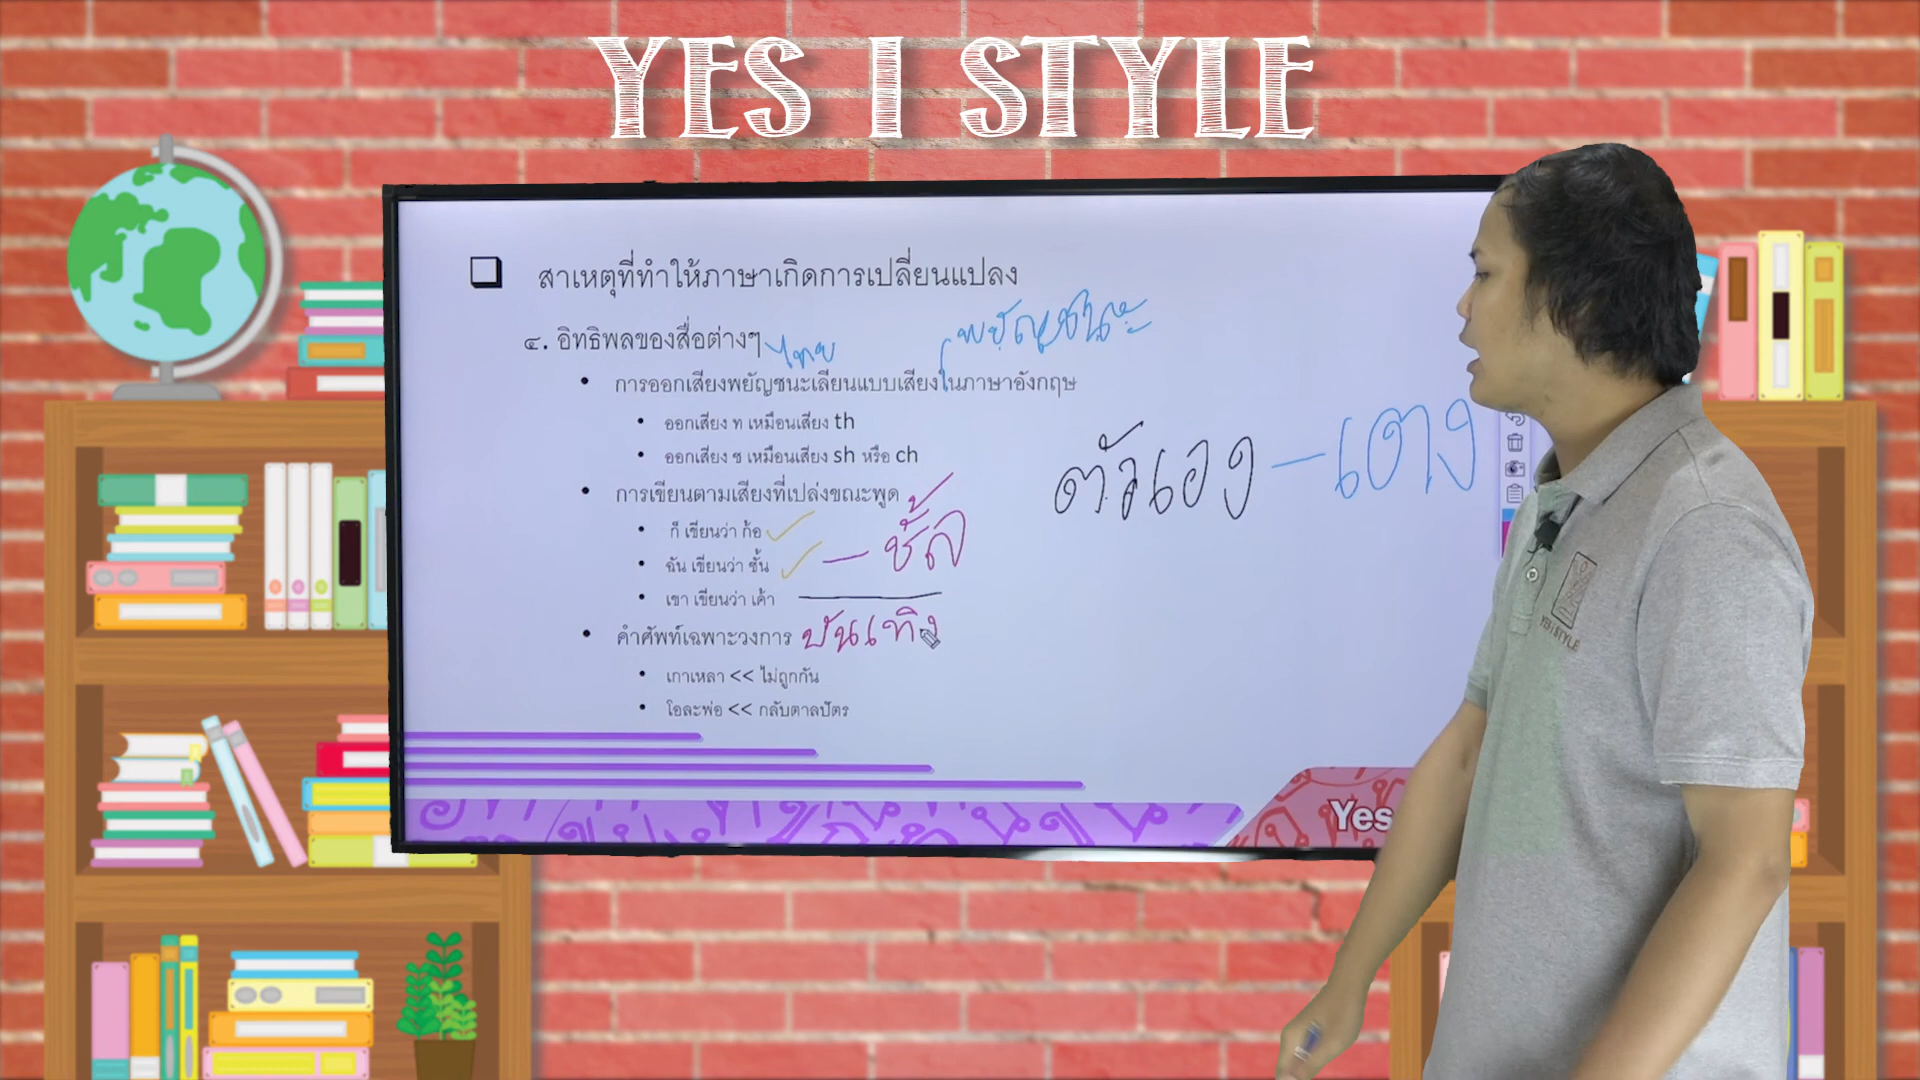 YES I STYLE
สาเหตุที่ทำให้ภาษาเกิดการเปลี่ยนแปลง
๔. อิทธิพลของสื่อต่างๆ
ไทย
พยัญชนะ
การออกเสียงพยัญชนะเลียนแบบเสียงในภาษาอังกฤษ
ออกเสียง ท เหมือนเสียง th
ออกเสียง ช เหมือนเสียง sh หรือ ch
ตัวเอง - เตง
การเขียนตามเสียงที่เปล่งขณะพูด
ก็ เขียนว่า ก้อ
ฉัน เขียนว่า ชั้น
เขา เขียนว่า เค้า
คำศัพท์เฉพาะวงการ บันเทิง
เกาเหลา << ไม่ถูกกัน
โอละพ่อ << กลับตาลปัตร
Yes
YES I STYLE